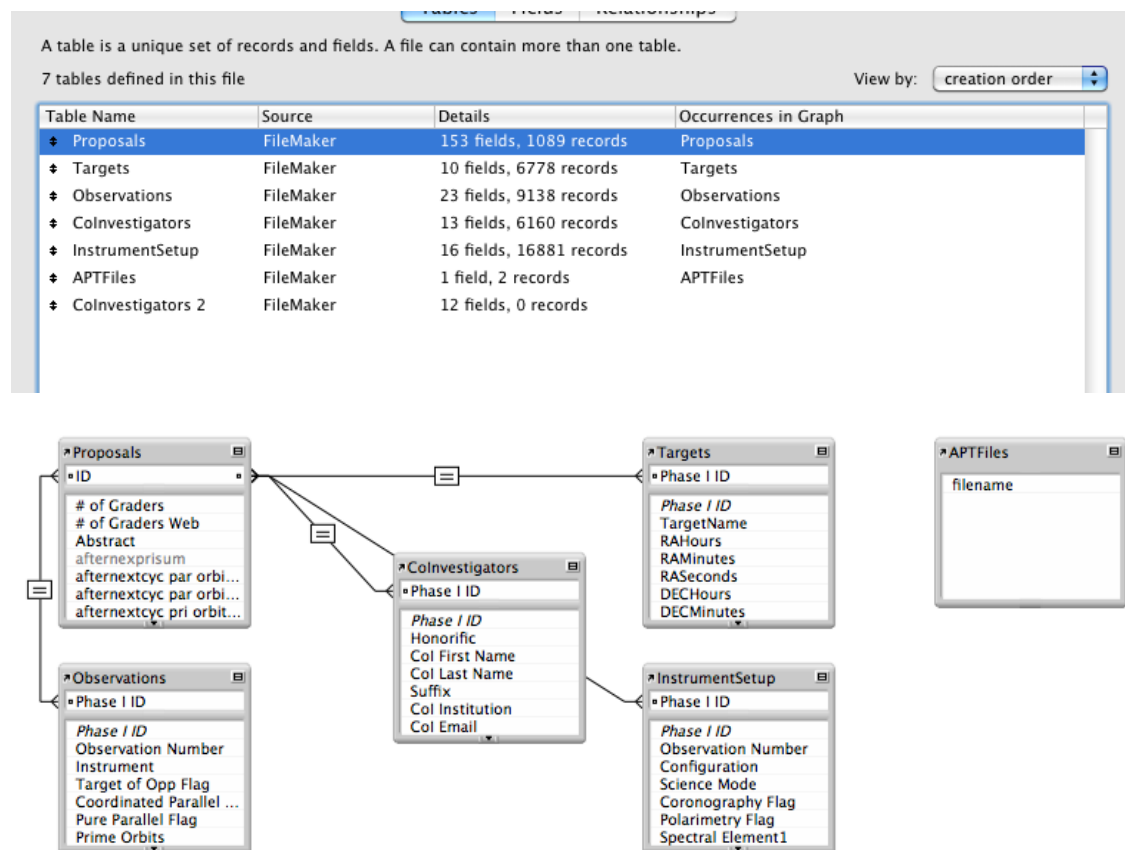 Tables Fields Relationships
A table is a unique set of records and fields. A file can contain more than one table.
7 tables defined in this file View by: creation order
Table Name Source Details Occurrences in Graph
Proposals FileMaker 153 fields, 1089 records Proposals
Targets FileMaker 10 fields, 6778 records Targets
Observations FileMaker 23 fields, 9138 records Observations
CoInvestigators FileMaker 13 fields, 6160 records CoInvestigators
InstrumentSetup FileMaker 16 fields, 16881 records InstrumentSetup
APTFiles FileMaker 1 field, 2 records APTFiles
CoInvestigators 2 FileMaker 12 fields, 0 records
Proposals
ID
# of Graders
# of Graders Web
Abstract
afternexprisum
afternextcyc par orbi...
afternextcyc par orbi...
afternextcyc pri orbit...
=
=
=
Targets
Phase I ID
Phase I ID
TargetName
RAHours
RAMinutes
RASeconds
DECHours
DECMinutes
APTFiles
filename
CoInvestigators
Phase I ID
Phase I ID
Honorific
CoI First Name
CoI Last Name
Suffix
CoI Institution
CoI Email
Observations
Phase I ID
Phase I ID
Observation Number
Instrument
Target of Opp Flag
Coordinated Parallel ...
Pure Parallel Flag
Prime Orbits
InstrumentSetup
Phase I ID
Phase I ID
Observation Number
Configuration
Science Mode
Coronography Flag
Polarimetry Flag
Spectral Element1